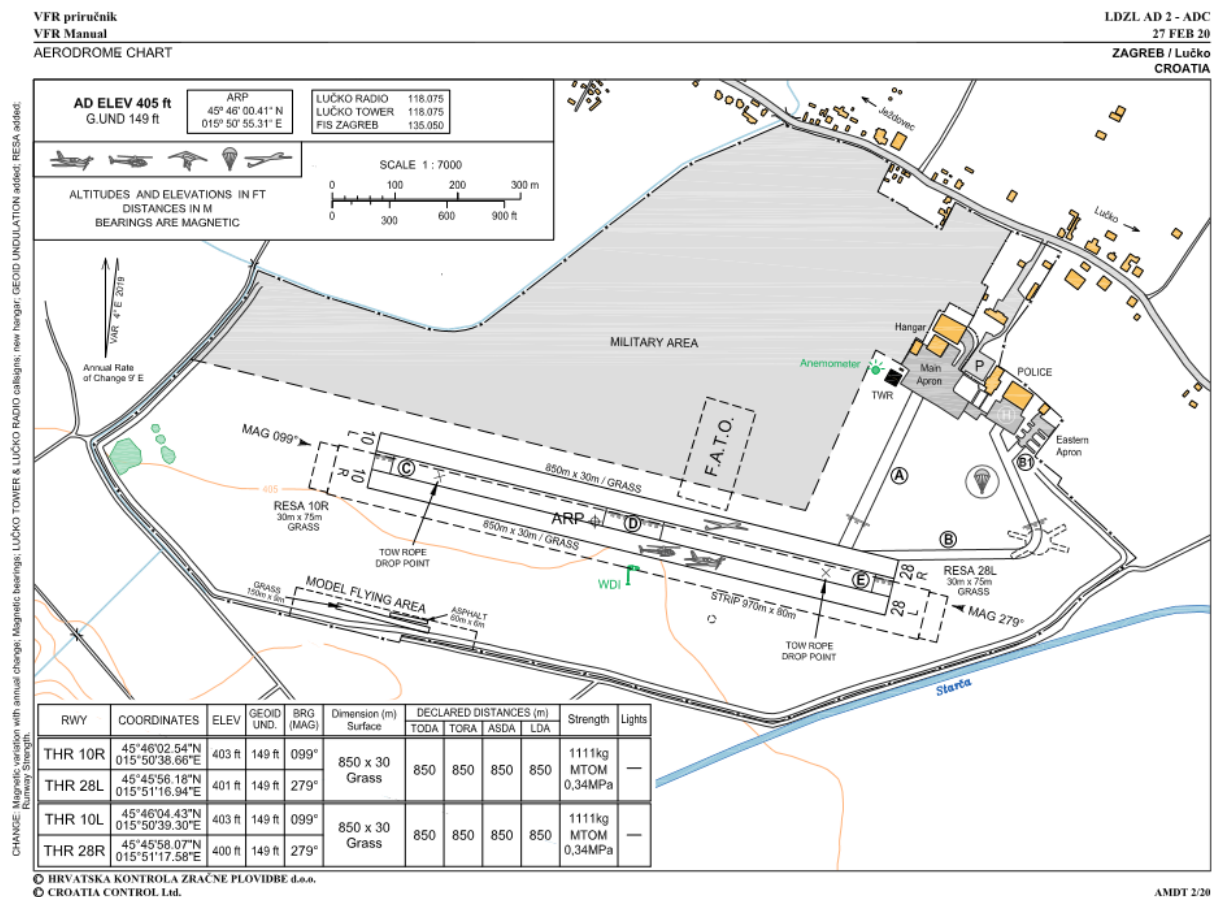 VFR priručnik
VFR Manual
AERODROME CHART
LDZL AD 2 - ADC
27 FEB 20
ZAGREB / Lučko
CROATIA
AD ELEV 405 ft
G.UND 149 ft
ARP
45º 46' 00.41" N
015º 50' 55.31" E
LUČKO RADIO 118.075
LUČKO TOWER 118.075
FIS ZAGREB 135.050
ALTITUDES AND ELEVATIONS IN FT
DISTANCES IN M
BEARINGS ARE MAGNETIC
SCALE 1 : 7000
0 100 200 300 m
0 300 600 900 ft
VAR 4° E 2019
Annual Rate
of Change 9' E
Ježdovec
Lučko
MILITARY AREA
Hangar
Anemometer
TWR
Main
Apron
P
POLICE
H
Eastern
Apron
B1
A
B
F.A.T.O.
MAG 099°
10 L
10 R
C
850m x 30m / GRASS
405
RESA 10R
30m x 75m
GRASS
ARP
D
850m x 30m / GRASS
TOW ROPE
DROP POINT
WDI
E
28 R
28 L
RESA 28L
30m x 75m
GRASS
MAG 279°
STRIP 970m x 80m
TOW ROPE
DROP POINT
GRASS
150m x 9m
MODEL FLYING AREA
ASPHALT
60m x 6m
Starča
RWY COORDINATES ELEV GEOID UND. BRG (MAG) Dimension (m) Surface DECLARED DISTANCES (m) Strength Lights
TODA TORA ASDA LDA
THR 10R 45°46'02.54"N 015°50'38.66"E 403 ft 149 ft 099° 850 x 30 Grass 850 850 850 850 1111kg MTOM 0,34MPa —
THR 28L 45°45'56.18"N 015°51'16.94"E 401 ft 149 ft 279°
THR 10L 45°46'04.43"N 015°50'39.30"E 403 ft 149 ft 099° 850 x 30 Grass 850 850 850 850 1111kg MTOM 0,34MPa —
THR 28R 45°45'58.07"N 015°51'17.58"E 400 ft 149 ft 279°
CHANGE: Magnetic variation with annual change; Magnetic bearings; LUČKO TOWER & LUČKO RADIO callsigns; new hangar; GEOID UNDULATION added; RESA added;
Runway Strength.
© HRVATSKA KONTROLA ZRAČNE PLOVIDBE d.o.o.
© CROATIA CONTROL Ltd.
AMDT 2/20